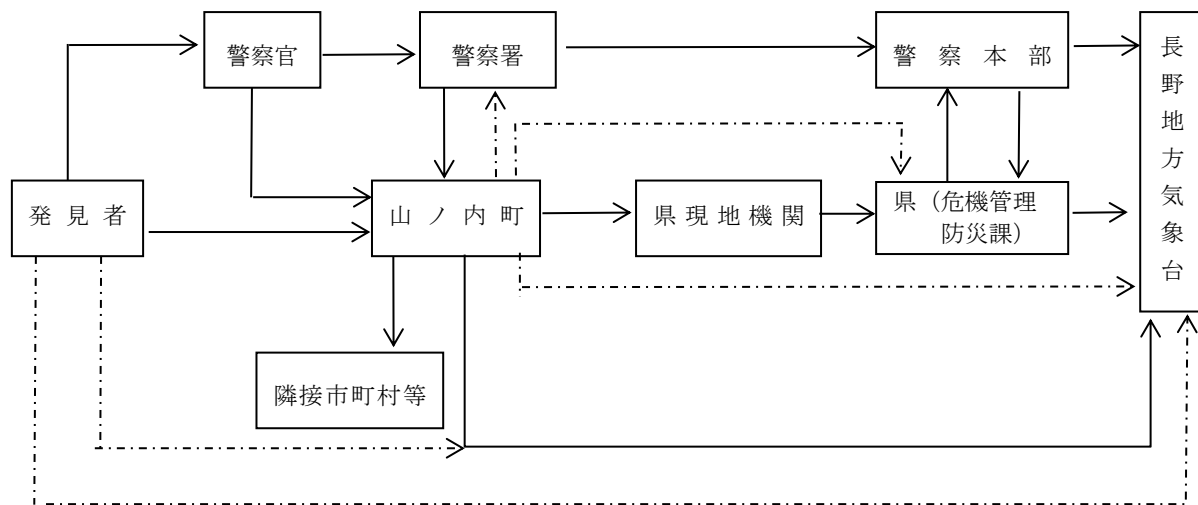 警察官
警察署
警察本部
長野地方気象台
発見者
山ノ内町
県現地機関
県（危機管理
防災課）
隣接市町村等